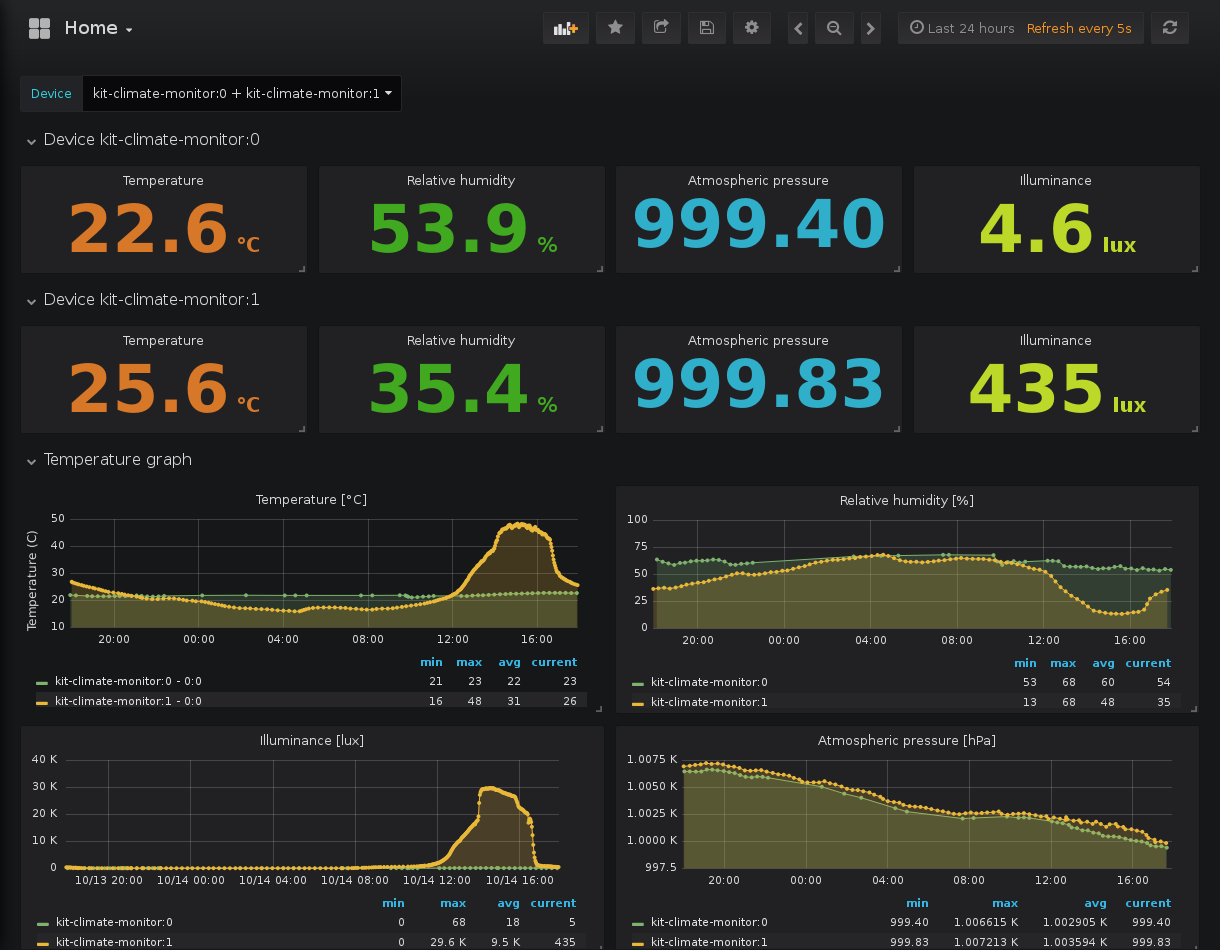 Home
Last 24 hours Refresh every 5s
Device kit-climate-monitor:0 + kit-climate-monitor:1
Device kit-climate-monitor:0
Temperature Relative humidity Atmospheric pressure Illuminance
22.6 °C 53.9 % 999.40 4.6 lux
Device kit-climate-monitor:1
Temperature Relative humidity Atmospheric pressure Illuminance
25.6 °C 35.4 % 999.83 435 lux
Temperature graph
Temperature [°C]
Temperature (C)
50
40
30
20
10
20:00 00:00 04:00 08:00 12:00 16:00
min max avg current
kit-climate-monitor:0 - 0:0 21 23 22 23
kit-climate-monitor:1 - 0:0 16 48 31 26
Relative humidity [%]
100
75
50
25
0
20:00 00:00 04:00 08:00 12:00 16:00
min max avg current
kit-climate-monitor:0 53 68 60 54
kit-climate-monitor:1 13 68 48 35
Illuminance [lux]
40 K
30 K
20 K
10 K
0
10/13 20:00 10/14 00:00 10/14 04:00 10/14 08:00 10/14 12:00 10/14 16:00
min max avg current
kit-climate-monitor:0 0 68 18 5
kit-climate-monitor:1 0 29.6 K 9.5 K 435
Atmospheric pressure [hPa]
1.0075 K
1.0050 K
1.0025 K
1.0000 K
997.5
20:00 00:00 04:00 08:00 12:00 16:00
min max avg current
kit-climate-monitor:0 999.40 1.006615 K 1.002905 K 999.40
kit-climate-monitor:1 999.83 1.007213 K 1.003594 K 999.83